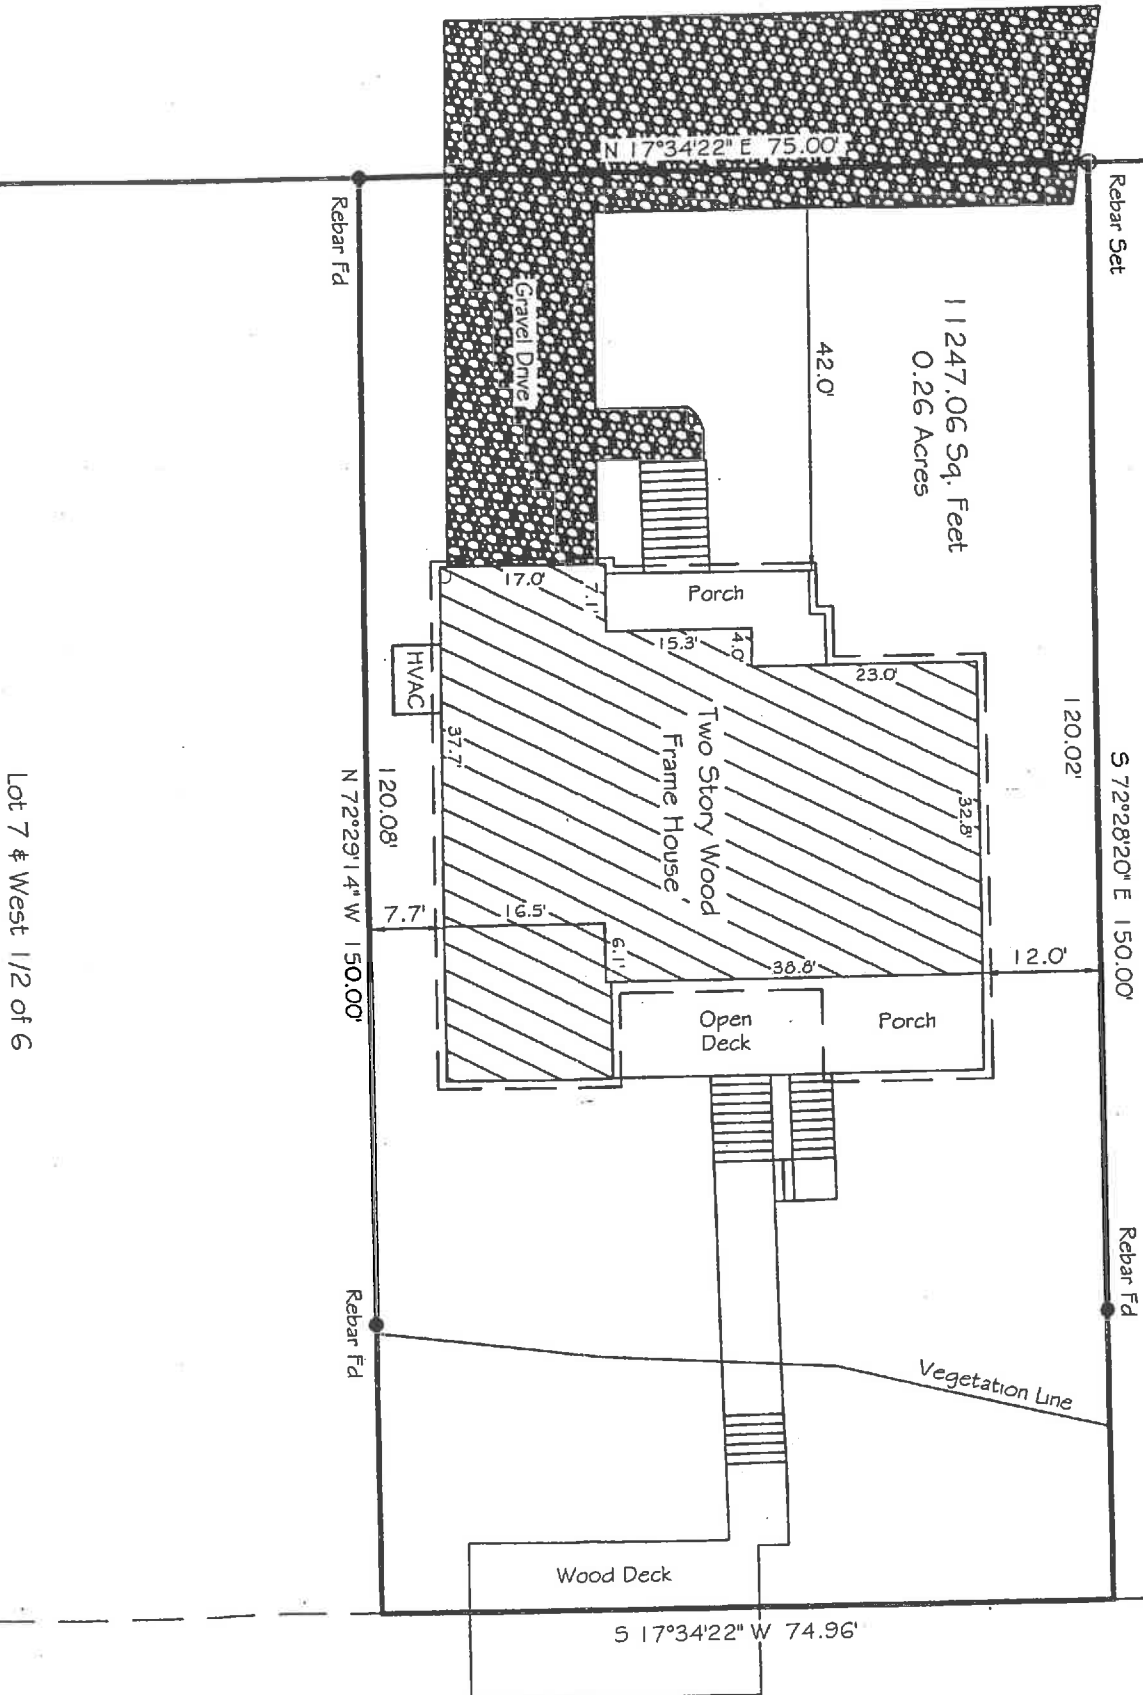 N 17°34'22" E 75.00'
Rebar Fd
Rebar Set
Gravel Drive
42.0'
11247.06 Sq. Feet
0.26 Acres
17.0'
7.1'
Porch
15.3'
4.0'
23.0'
HVAC
37.7'
Two Story Wood
Frame House
32.8'
120.02'
S 72°28'20" E 150.00'
120.08'
N 72°29'14" W 150.00'
7.7'
16.5'
6.1'
38.8'
12.0'
Open
Deck
Porch
Lot 7 & West 1/2 of 6
Rebar Fd
Rebar Fd
Vegetation Line
Wood Deck
S 17°34'22" W 74.96'